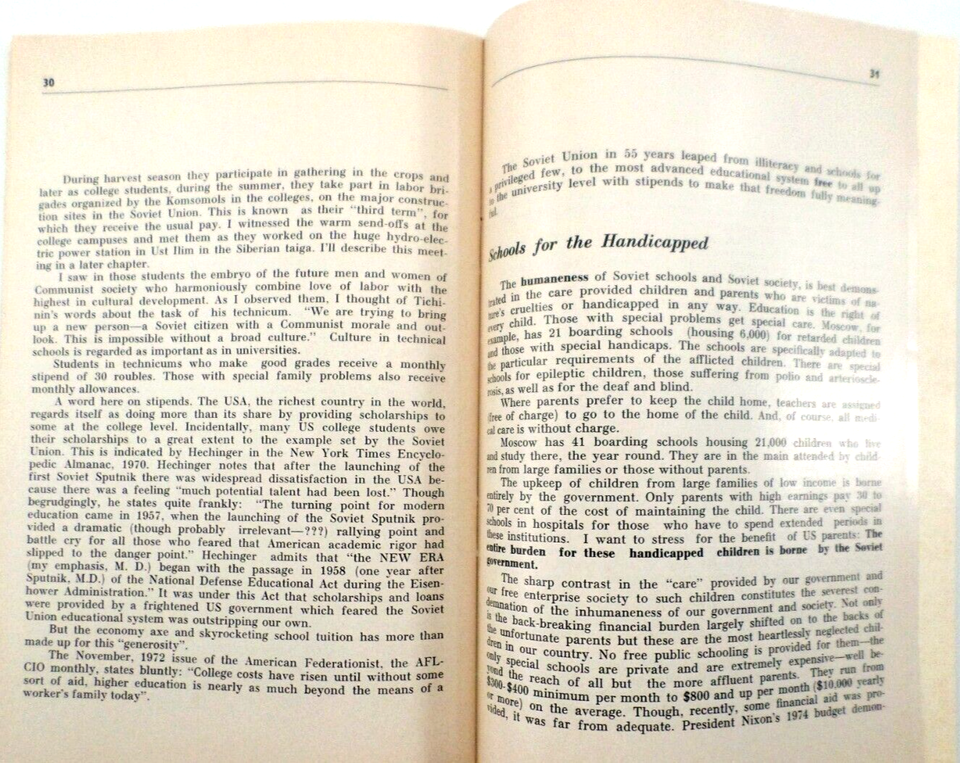 30
During harvest season they participate in gathering in the crops and
later as college students, during the summer, they take part in labor bri-
gades organized by the Komsomols in the colleges, on the major construc-
tion sites in the Soviet Union. This is known as their "third term", for
which they receive the usual pay. I witnessed the warm send-offs at the
college campuses and met them as they worked on the huge hydro-elec-
tric power station in Ust Ilim in the Siberian taiga. I'll describe this meet-
ing in a later chapter.
I saw in those students the embryo of the future men and women of
Communist society who harmoniously combine love of labor with the
highest in cultural development. As I observed them, I thought of Tichi-
nin's words about the task of his technicum. "We are trying to bring
up a new person—a Soviet citizen with a Communist morale and out-
look. This is impossible without a broad culture." Culture in technical
schools is regarded as important as in universities.
Students in technicums who make good grades receive a monthly
stipend of 30 roubles. Those with special family problems also receive
monthly allowances.
A word here on stipends. The USA, the richest country in the world,
regards itself as doing more than its share by providing scholarships to
some at the college level. Incidentally, many US college students owe
their scholarships to a great extent to the example set by the Soviet
Union. This is indicated by Hechinger in the New York Times Encyclo-
pedic Almanac, 1970. Hechinger notes that after the launching of the
first Soviet Sputnik there was widespread dissatisfaction in the USA be-
cause there was a feeling "much potential talent had been lost." Though
begrudgingly, he states quite frankly: "The turning point for modern
education came in 1957, when the launching of the Soviet Sputnik pro-
vided a dramatic (though probably irrelevant—???) rallying point and
battle cry for all those who feared that American academic rigor had
slipped to the danger point." Hechinger admits that "the NEW ERA
(my emphasis, M. D.) began with the passage in 1958 (one year after
Sputnik, M.D.) of the National Defense Educational Act during the Eisen-
hower Administration." It was under this Act that scholarships and loans
were provided by a frightened US government which feared the Soviet
Union educational system was outstripping our own.
But the economy axe and skyrocketing school tuition has more than
made up for this "generosity".
The November, 1972 issue of the American Federationist, the AFL-
CIO monthly, states bluntly: "College costs have risen until without some
sort of aid, higher education is nearly as much beyond the means of a
worker's family today".
31
The Soviet Union in 55 years leaped from illiteracy and schools for
a privileged few, to the most advanced educational system free to all up
to the university level with stipends to make that freedom fully meaning-
ful.
Schools for the Handicapped
The humaneness of Soviet schools and Soviet society, is best demons-
trated in the care provided children and parents who are victims of na-
ture's cruelties or handicapped in any way. Education is the right of
every child. Those with special problems get special care. Moscow, for
example, has 21 boarding schools (housing 6,000) for retarded children
and those with special handicaps. The schools are specifically adapted to
the particular requirements of the afflicted children. There are special
schools for epileptic children, those suffering from polio and arterioscle-
rosis, as well as for the deaf and blind.
Where parents prefer to keep the child home, teachers are assigned
(free of charge) to go to the home of the child. And, of course, all medi-
cal care is without charge.
Moscow has 41 boarding schools housing 21,000 children who live
and study there, the year round. They are in the main attended by child-
ren from large families or those without parents.
The upkeep of children from large families of low income is borne
entirely by the government. Only parents with high earnings pay 30 to
70 per cent of the cost of maintaining the child. There are even special
schools in hospitals for those who have to spend extended periods in
these institutions. I want to stress for the benefit of US parents: The
entire burden for these handicapped children is borne by the Soviet
government.
The sharp contrast in the "care" provided by our government and
our free enterprise society to such children constitutes the severest con-
demnation of the inhumaneness of our government and society. Not only
is the back-breaking financial burden largely shifted on to the backs of
the unfortunate parents but these are the most heartlessly neglected chil-
dren in our country. No free public schooling is provided for them—the
only special schools are private and are extremely expensive—well be-
yond the reach of all but the more affluent parents. They run from
$300-$400 minimum per month to $800 and up per month ($10,000 yearly
or more) on the average. Though, recently, some financial aid was pro-
vided, it was far from adequate. President Nixon's 1974 budget demon-